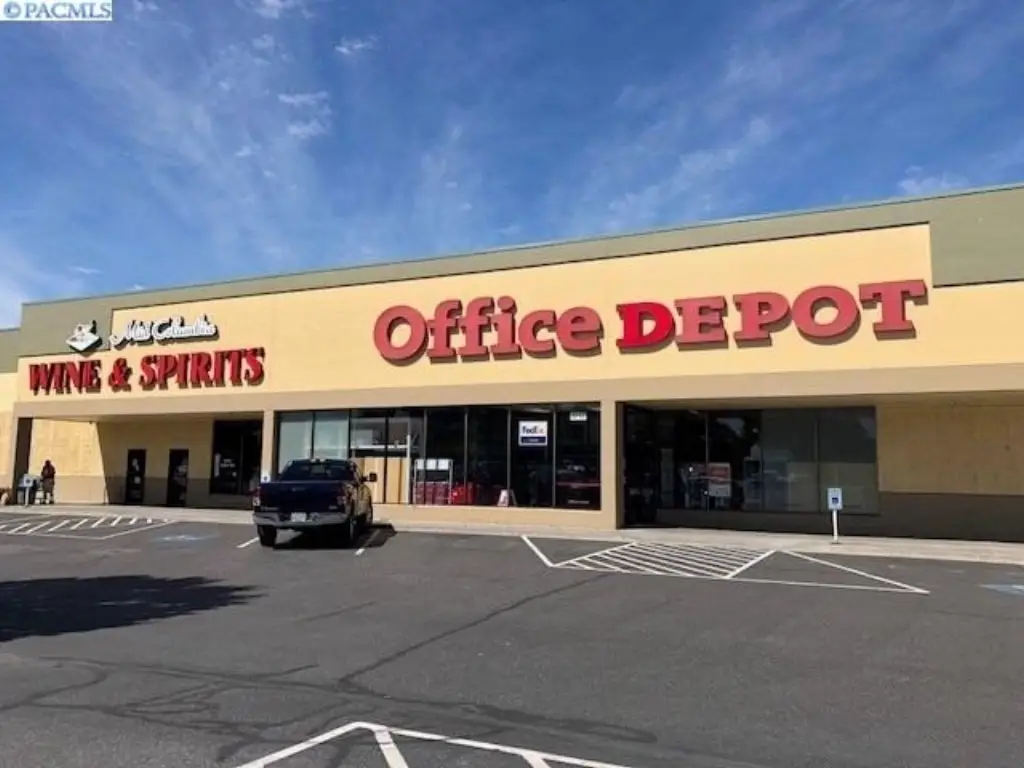 © PACMLS
Mid Columbia
WINE & SPIRITS
Office DEPOT
FedEx